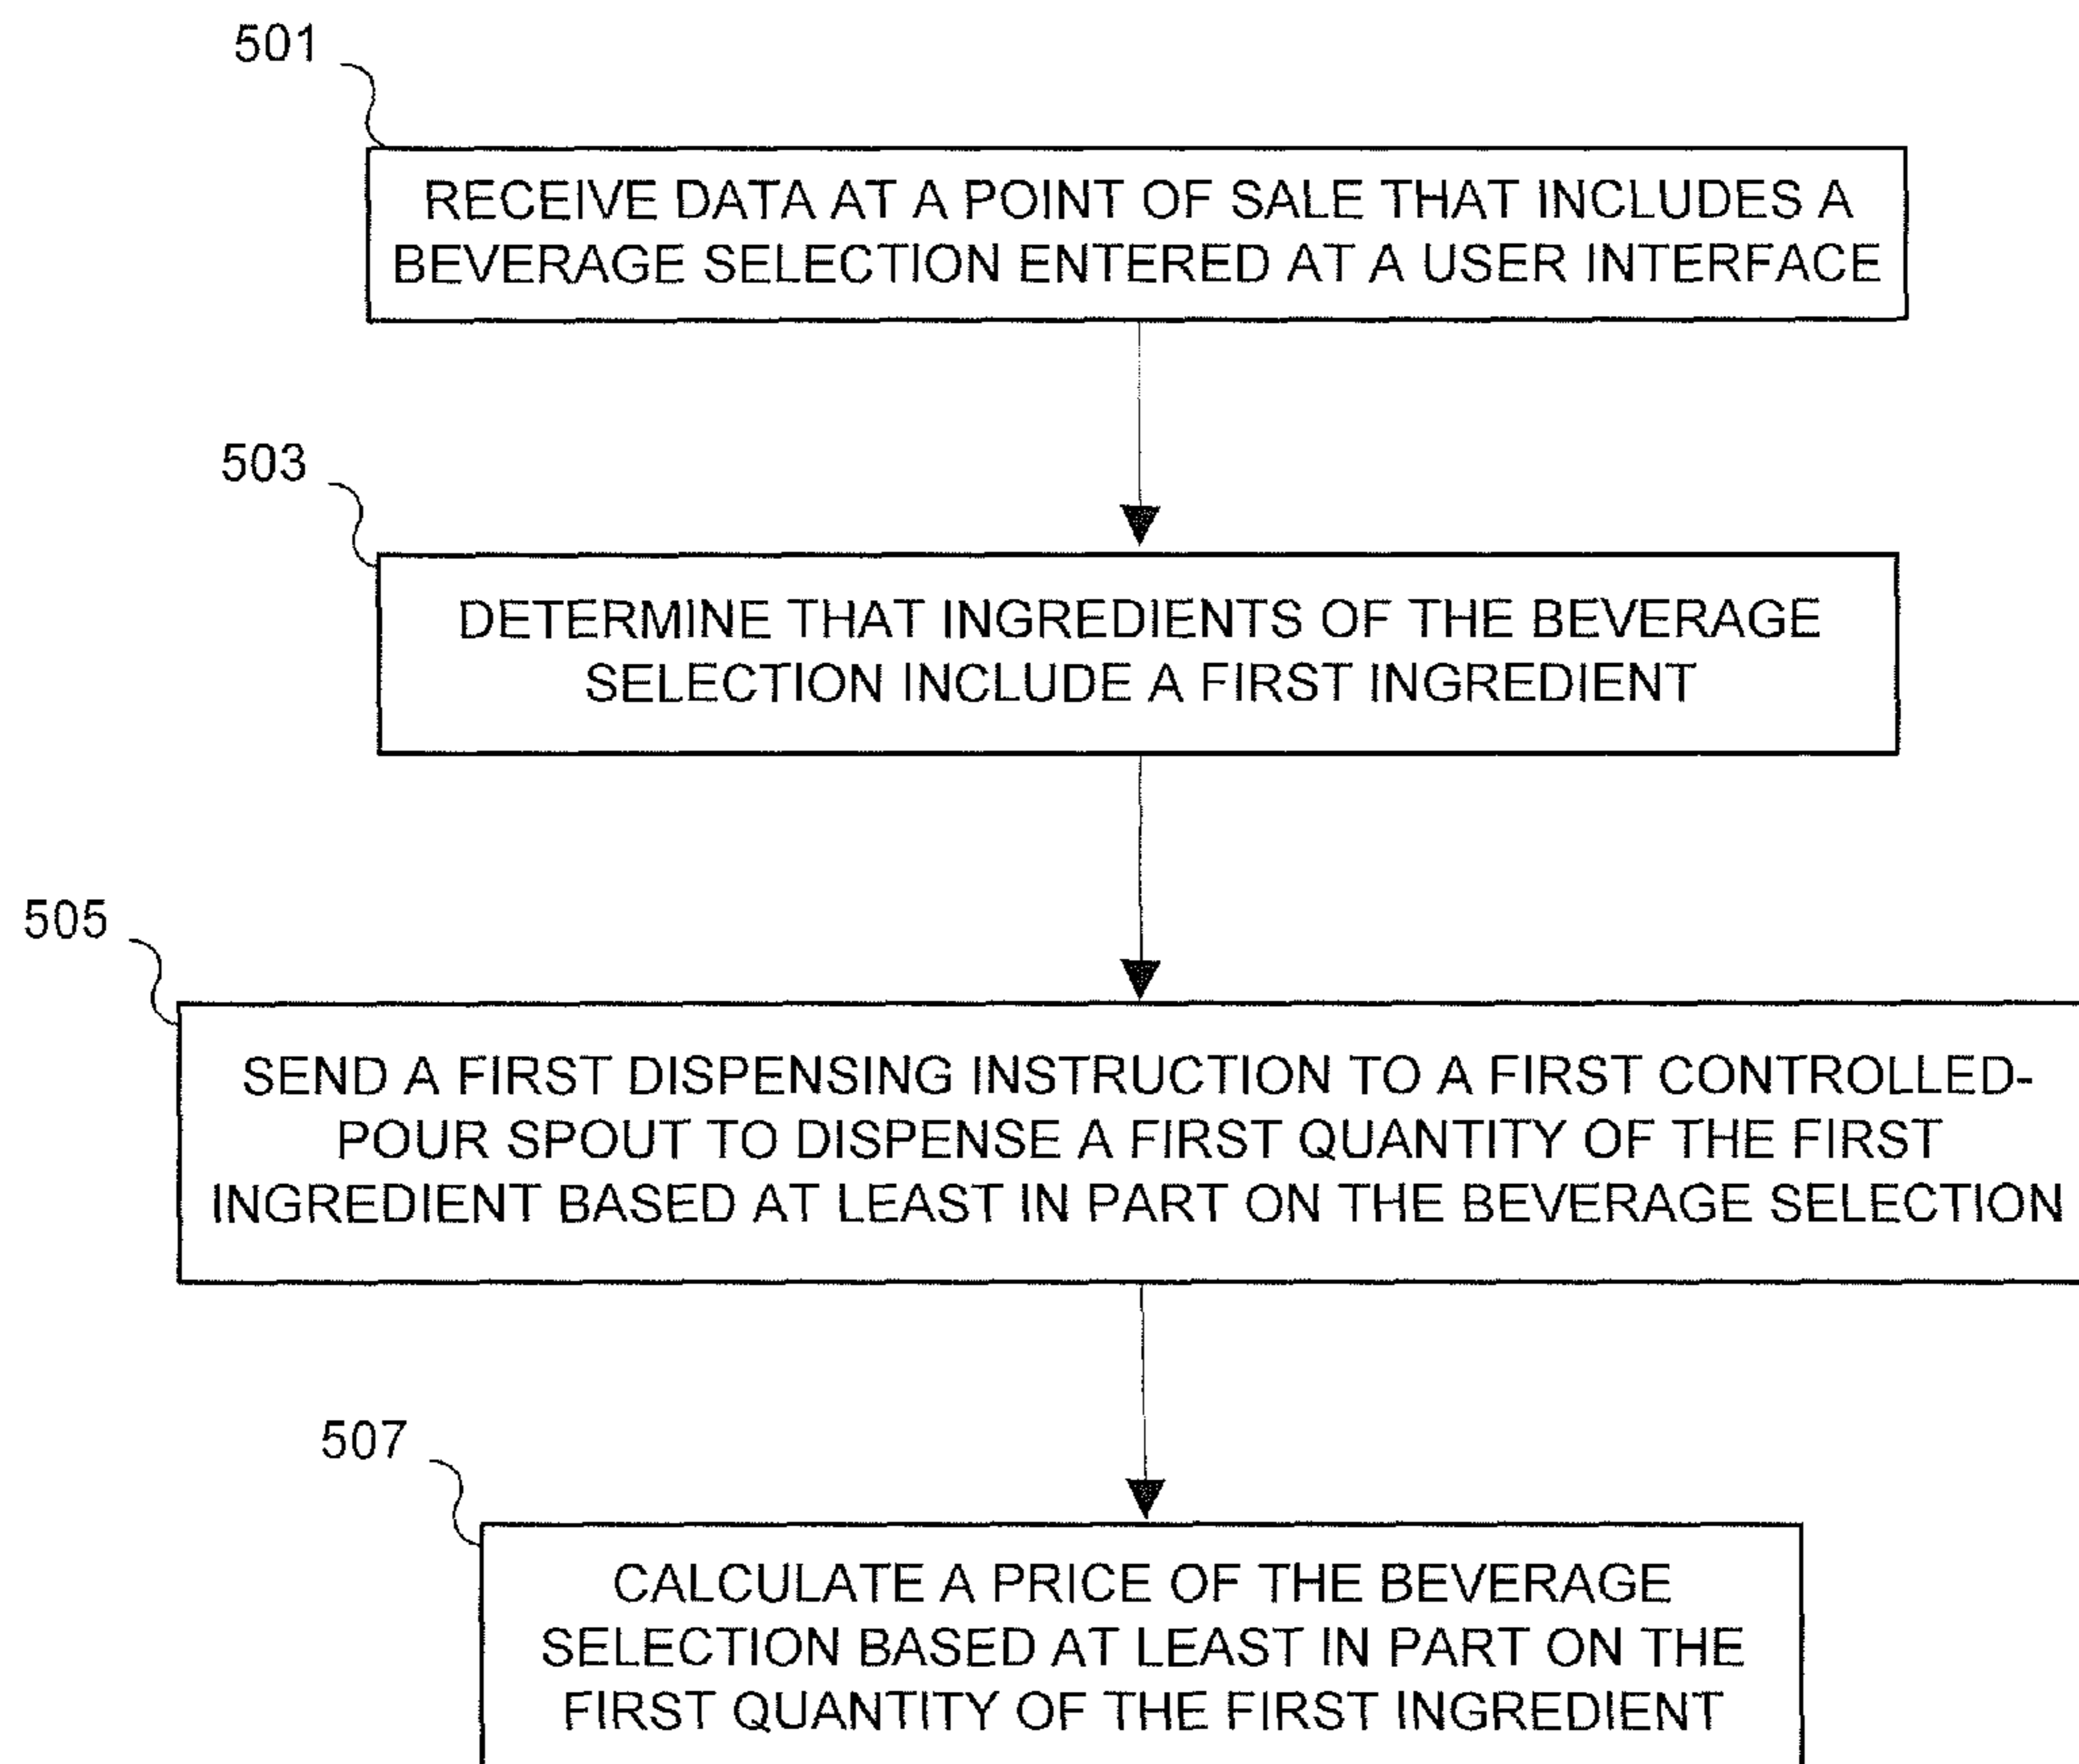 501
RECEIVE DATA AT A POINT OF SALE THAT INCLUDES A
BEVERAGE SELECTION ENTERED AT A USER INTERFACE
503
DETERMINE THAT INGREDIENTS OF THE BEVERAGE
SELECTION INCLUDE A FIRST INGREDIENT
505
SEND A FIRST DISPENSING INSTRUCTION TO A FIRST CONTROLLED-
POUR SPOUT TO DISPENSE A FIRST QUANTITY OF THE FIRST
INGREDIENT BASED AT LEAST IN PART ON THE BEVERAGE SELECTION
507
CALCULATE A PRICE OF THE BEVERAGE
SELECTION BASED AT LEAST IN PART ON THE
FIRST QUANTITY OF THE FIRST INGREDIENT